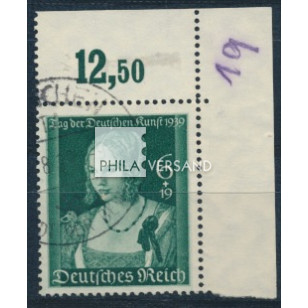 12,50
19
Tag der Deutschen Kunst 1939
PHILA VERSAND
6
+19
Deutsches Reich